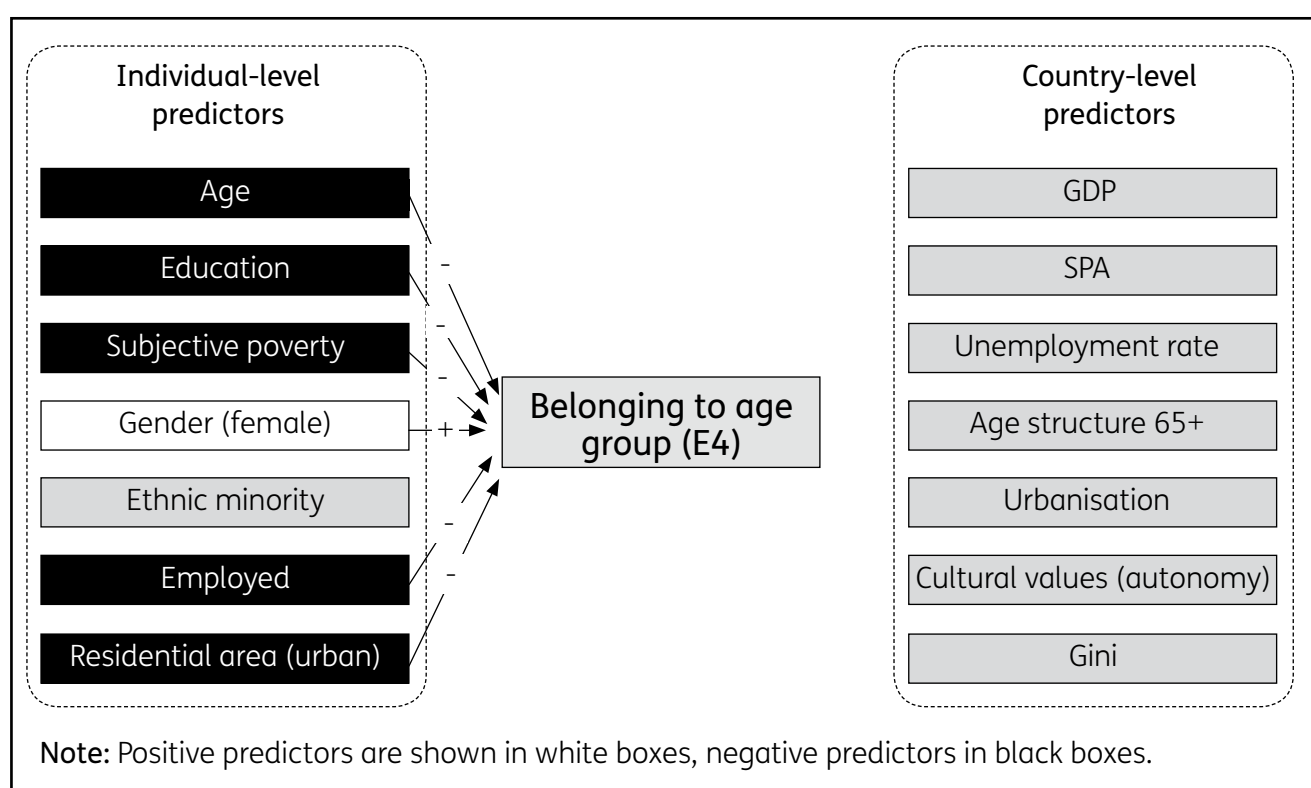 Individual-level
predictors
Age
Education
Subjective poverty
Gender (female)
Ethnic minority
Employed
Residential area (urban)
-
-
-
+
-
-
Belonging to age
group (E4)
Country-level
predictors
GDP
SPA
Unemployment rate
Age structure 65+
Urbanisation
Cultural values (autonomy)
Gini
Note: Positive predictors are shown in white boxes, negative predictors in black boxes.